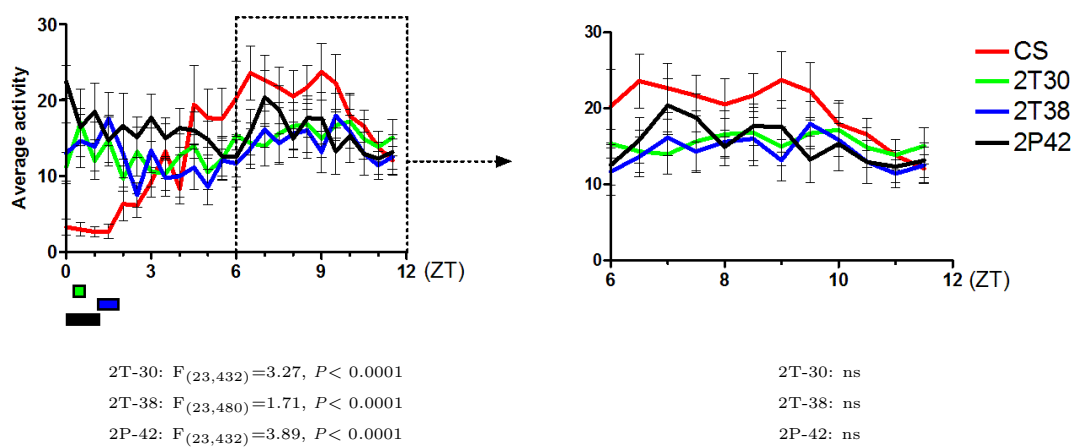 30
20
10
0
Average activity
0 3 6 9 12 (ZT)
30
20
10
0
6 8 10 12 (ZT)
CS
2T30
2T38
2P42
2T-30: F(23,432)=3.27, P< 0.0001
2T-38: F(23,480)=1.71, P< 0.0001
2P-42: F(23,432)=3.89, P< 0.0001
2T-30: ns
2T-38: ns
2P-42: ns